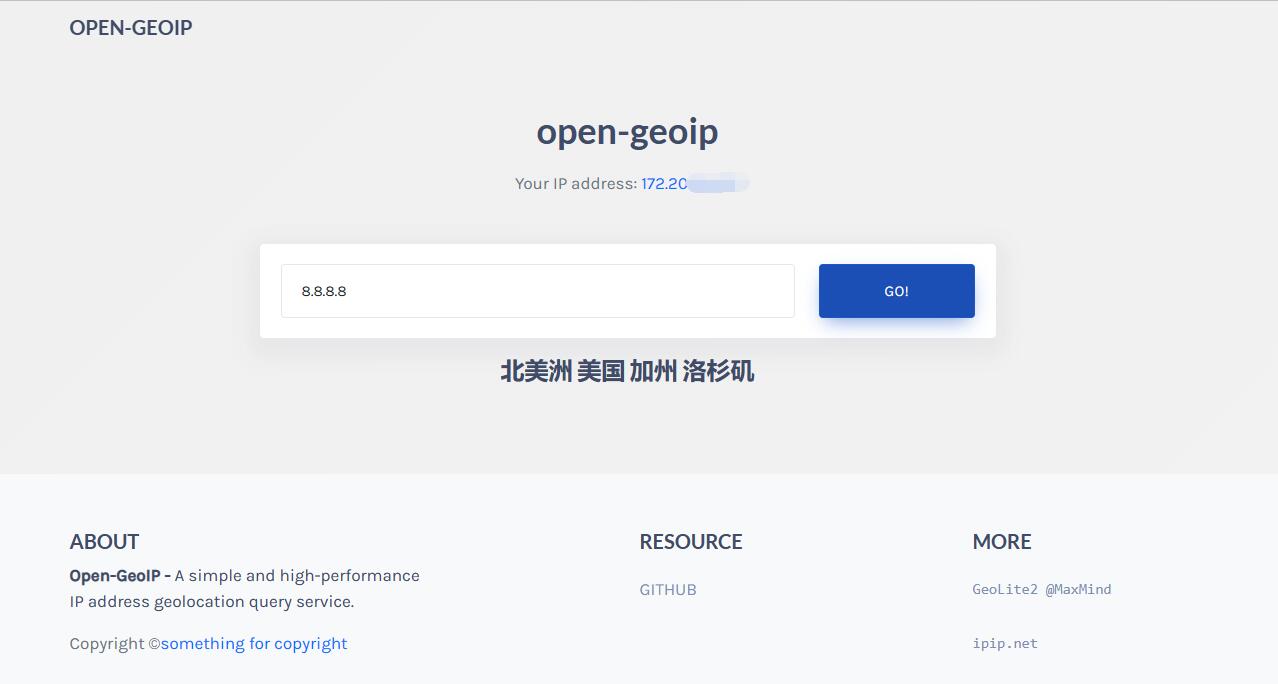 OPEN-GEOIP
open-geoip
Your IP address: 172.20
8.8.8.8
GO!
北美洲 美国 加州 洛杉矶
ABOUT
Open-GeoIP - A simple and high-performance
IP address geolocation query service.
Copyright ©something for copyright
RESOURCE
GITHUB
MORE
GeoLite2 @MaxMind
ipip.net